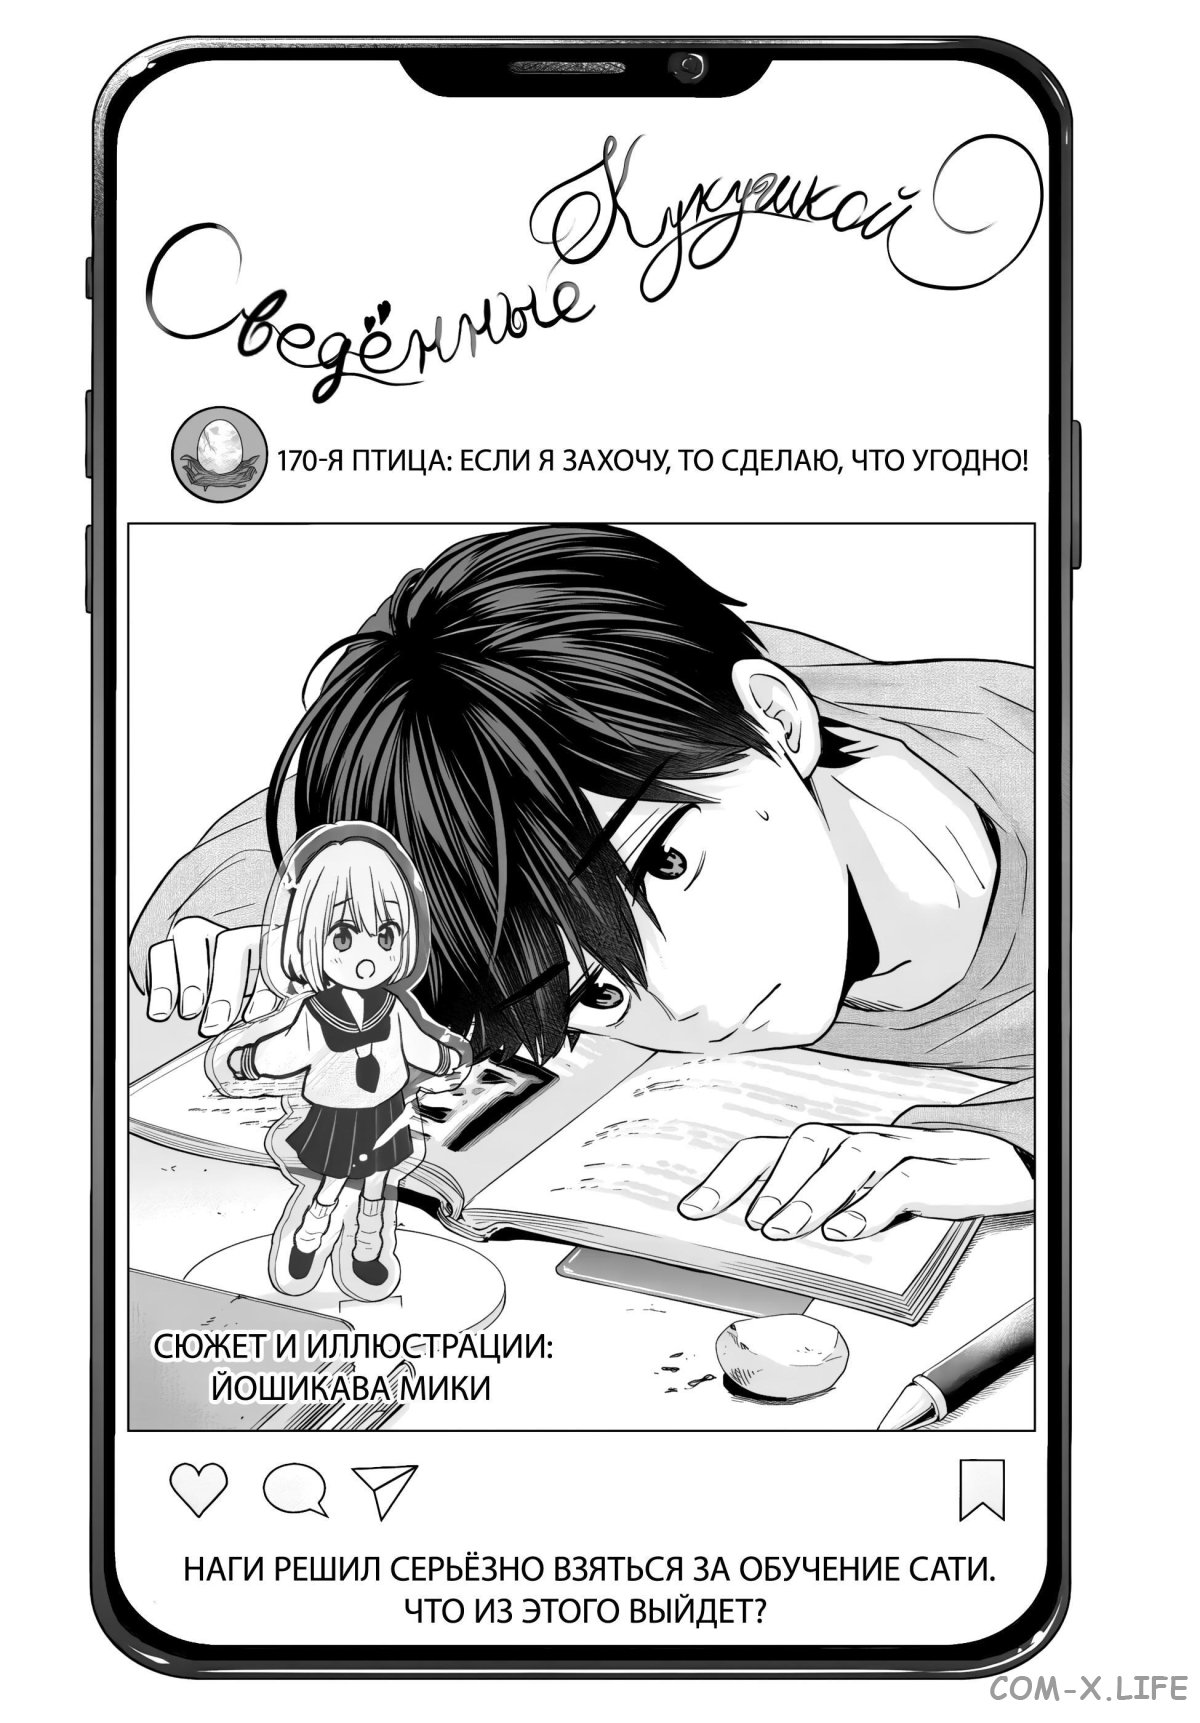 Сведённые
Кукушкой
170-Я ПТИЦА: ЕСЛИ Я ЗАХОЧУ, ТО СДЕЛАЮ, ЧТО УГОДНО!
СЮЖЕТ И ИЛЛЮСТРАЦИИ:
ЙОШИКАВА МИКИ
НАГИ РЕШИЛ СЕРЬЁЗНО ВЗЯТЬСЯ ЗА ОБУЧЕНИЕ САТИ.
ЧТО ИЗ ЭТОГО ВЫЙДЕТ?
COM-X.LIFE